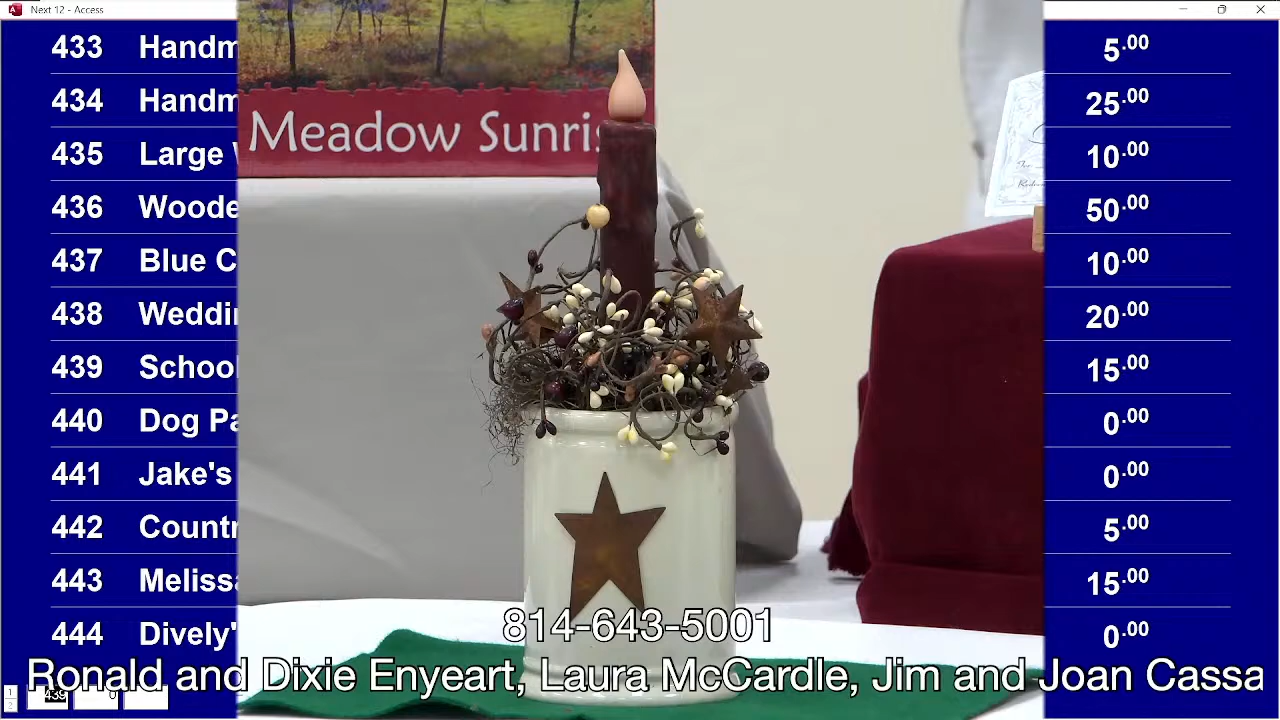 Next 12 - Access
433 Handm 5.00
434 Handm 25.00
435 Large 10.00
436 Woode 50.00
437 Blue C 10.00
438 Weddin 20.00
439 School 15.00
440 Dog Pa 0.00
441 Jake's 0.00
442 Countr 5.00
443 Meliss 15.00
444 Dively' 0.00
Meadow Sunris
814-643-5001
Ronald and Dixie Enyeart, Laura McCardle, Jim and Joan Cassa
439